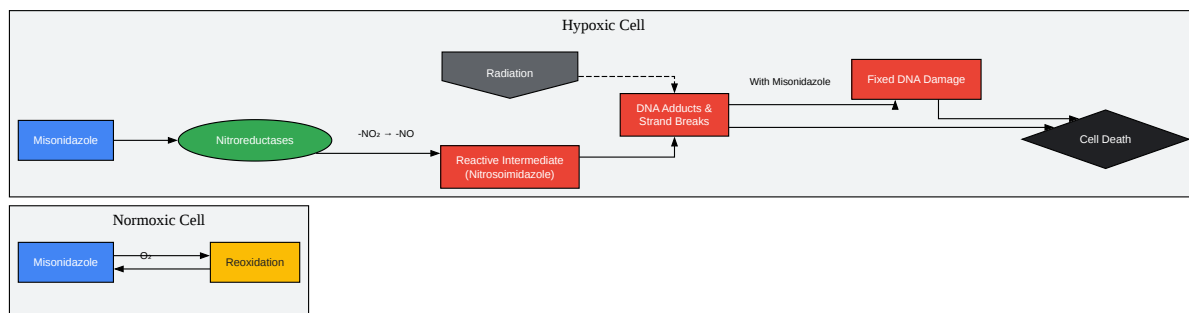 Hypoxic Cell
Radiation
With Misonidazole
Fixed DNA Damage
DNA Adducts &
Strand Breaks
Misonidazole
Nitroreductases
-NO₂ → -NO
Reactive Intermediate
(Nitrosoimidazole)
Cell Death
Normoxic Cell
Misonidazole
O₂
Reoxidation